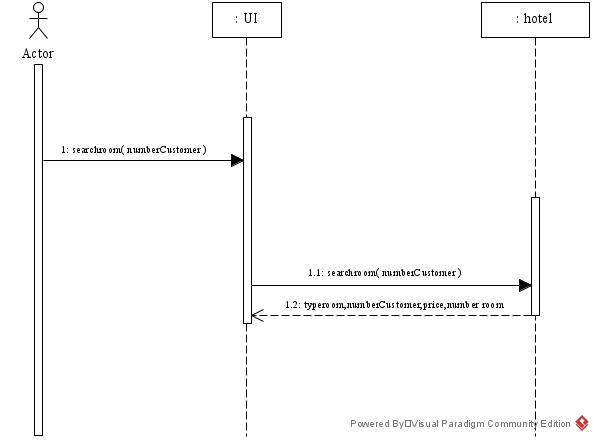 : UI
: hotel
Actor
1: searchroom( numberCustomer )
1.1: searchroom( numberCustomer )
1.2: typeroom,numberCustomer,price,number room
Powered By□Visual Paradigm Community Edition